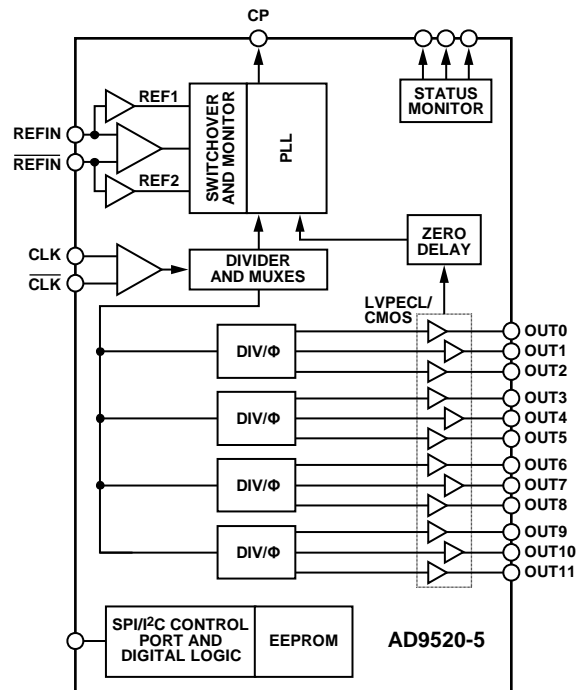 CP
REF1
REFIN
REFIN
REF2
SWITCHOVER
AND MONITOR
PLL
STATUS
MONITOR
CLK
CLK
DIVIDER
AND MUXES
ZERO
DELAY
LVPECL/
CMOS
DIV/Φ
OUT0
OUT1
OUT2
DIV/Φ
OUT3
OUT4
OUT5
DIV/Φ
OUT6
OUT7
OUT8
DIV/Φ
OUT9
OUT10
OUT11
SPI/I²C CONTROL
PORT AND
DIGITAL LOGIC
EEPROM
AD9520-5